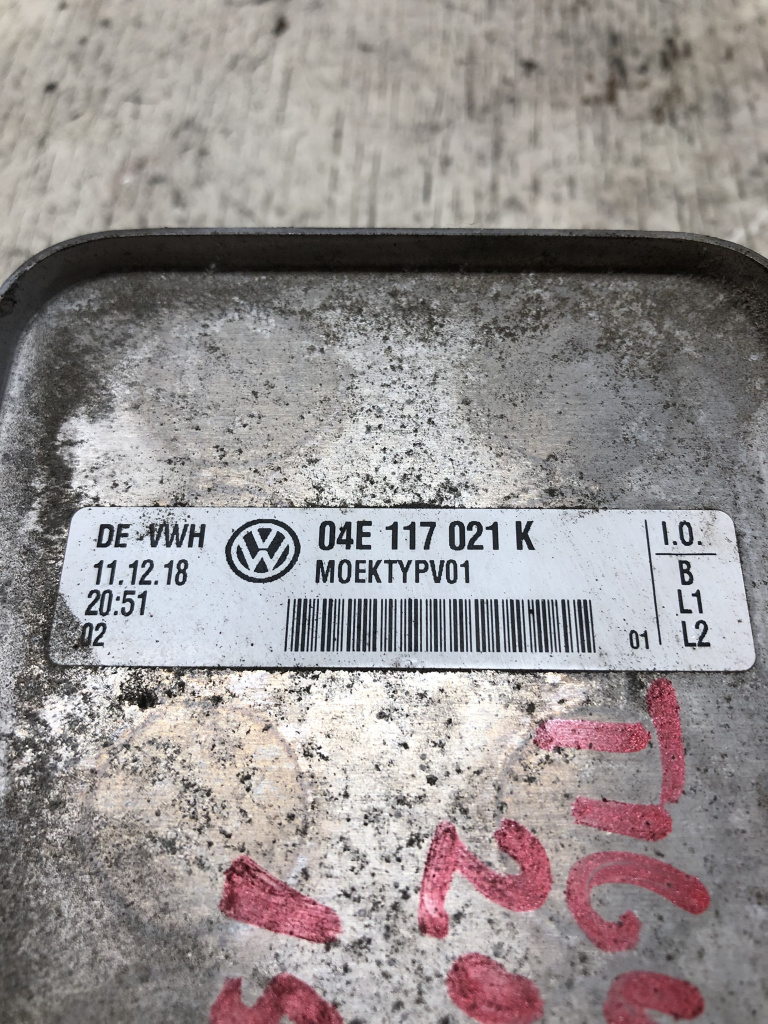 DE VWH
11.12.18
20:51
02
04E 117 021 K
MOEKTYPV01
01
I.O.
B
L1
L2